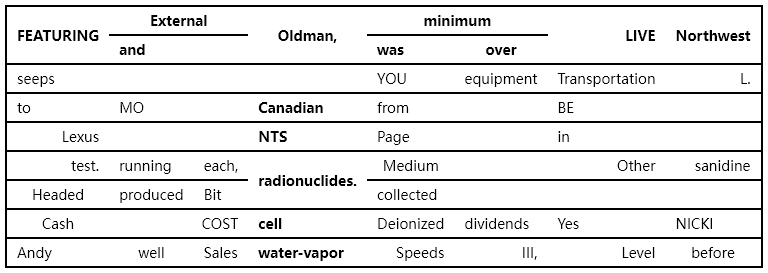 FEATURING External Oldman, minimum LIVE Northwest
and was over
seeps YOU equipment Transportation L.
to MO Canadian from BE
Lexus NTS Page in
test. running each, radionuclides. Medium Other sanidine
Headed produced Bit collected
Cash COST cell Deionized dividends Yes NICKI
Andy well Sales water-vapor Speeds III, Level before